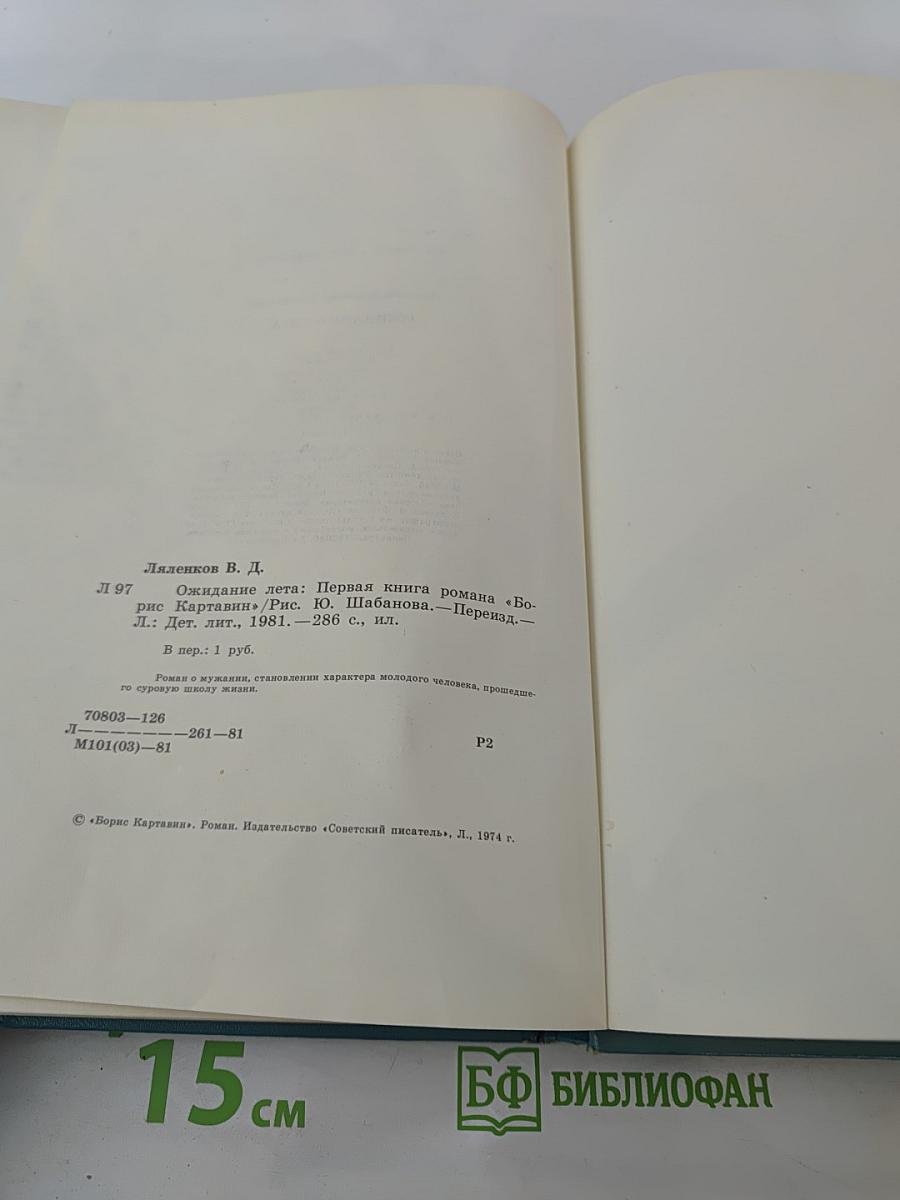 Ляленков В. Д.
Л 97 Ожидание лета: Первая книга романа «Бо-
рис Картавин»/Рис. Ю. Шабанова.—Переизд.—
Л.: Дет. лит., 1981.—286 с., ил.
В пер.: 1 руб.
Роман о мужании, становлении характера молодого человека, прошедше-
го суровую школу жизни.
70803—126
Л———————261—81
М101(03)—81
Р2
© «Борис Картавин». Роман. Издательство «Советский писатель», Л., 1974 г.
15 см
БФ БИБЛИОФАН